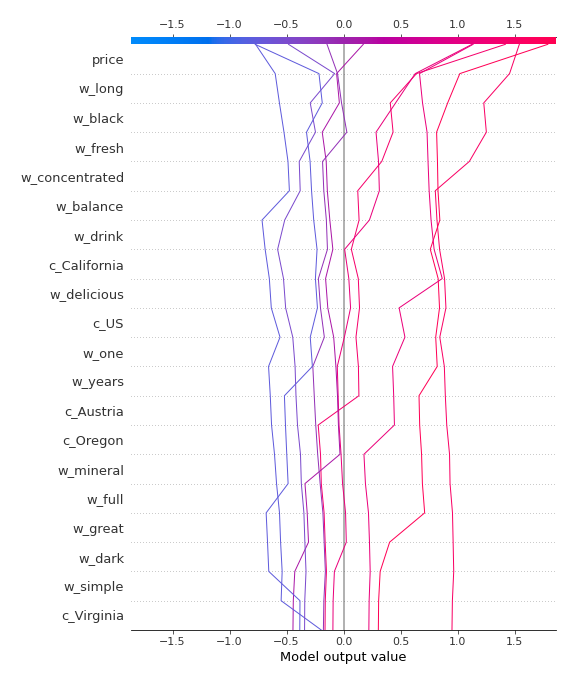 −1.5 −1.0 −0.5 0.0 0.5 1.0 1.5
price
w_long
w_black
w_fresh
w_concentrated
w_balance
w_drink
c_California
w_delicious
c_US
w_one
w_years
c_Austria
c_Oregon
w_mineral
w_full
w_great
w_dark
w_simple
c_Virginia
−1.5 −1.0 −0.5 0.0 0.5 1.0 1.5
Model output value